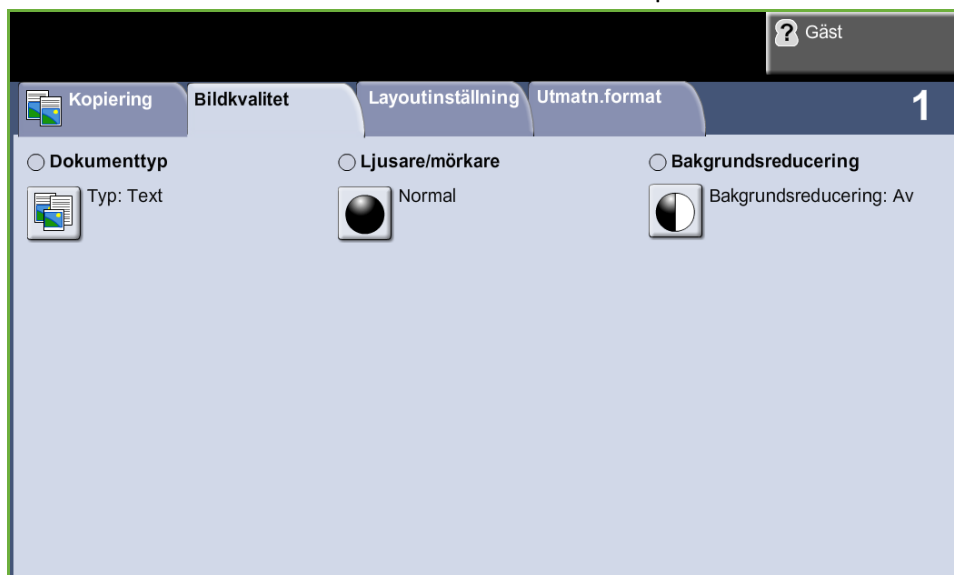 Gäst
Kopiering
Bildkvalitet
Layoutinställning
Utmatn.format
1
Dokumenttyp
Ljusare/mörkare
Bakgrundsreducering
Typ: Text
Normal
Bakgrundsreducering: Av